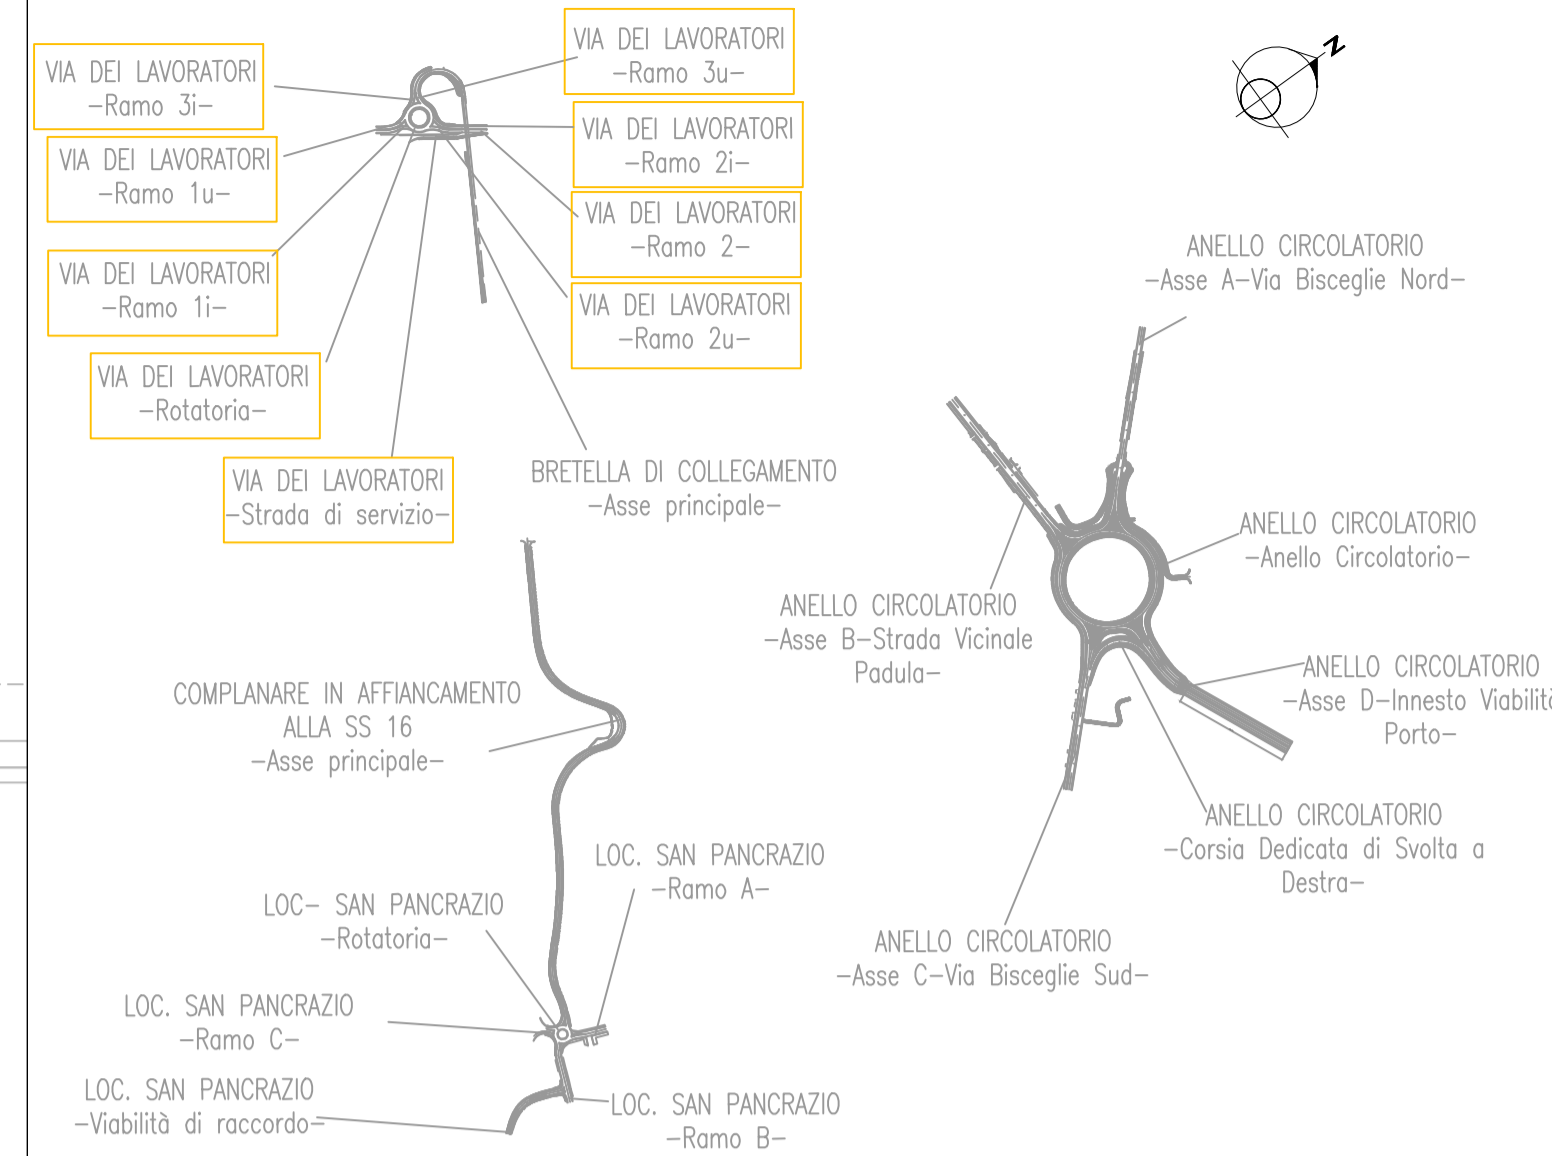 VIA DEI LAVORATORI
-Ramo 3i-
VIA DEI LAVORATORI
-Ramo 3u-
VIA DEI LAVORATORI
-Ramo 1u-
VIA DEI LAVORATORI
-Ramo 2i-
VIA DEI LAVORATORI
-Ramo 2-
VIA DEI LAVORATORI
-Ramo 1i-
VIA DEI LAVORATORI
-Ramo 2u-
VIA DEI LAVORATORI
-Rotatoria-
VIA DEI LAVORATORI
-Strada di servizio-
BRETELLA DI COLLEGAMENTO
-Asse principale-
N
ANELLO CIRCOLATORIO
-Asse A-Via Bisceglie Nord-
ANELLO CIRCOLATORIO
-Anello Circolatorio-
ANELLO CIRCOLATORIO
-Asse B-Strada Vicinale
Padula-
ANELLO CIRCOLATORIO
-Asse D-Innesto Viabilità
Porto-
ANELLO CIRCOLATORIO
-Corsia Dedicata di Svolta a
Destra-
ANELLO CIRCOLATORIO
-Asse C-Via Bisceglie Sud-
COMPLANARE IN AFFIANCAMENTO
ALLA SS 16
-Asse principale-
LOC. SAN PANCRAZIO
-Ramo A-
LOC- SAN PANCRAZIO
-Rotatoria-
LOC. SAN PANCRAZIO
-Ramo C-
LOC. SAN PANCRAZIO
-Viabilità di raccordo-
LOC. SAN PANCRAZIO
-Ramo B-